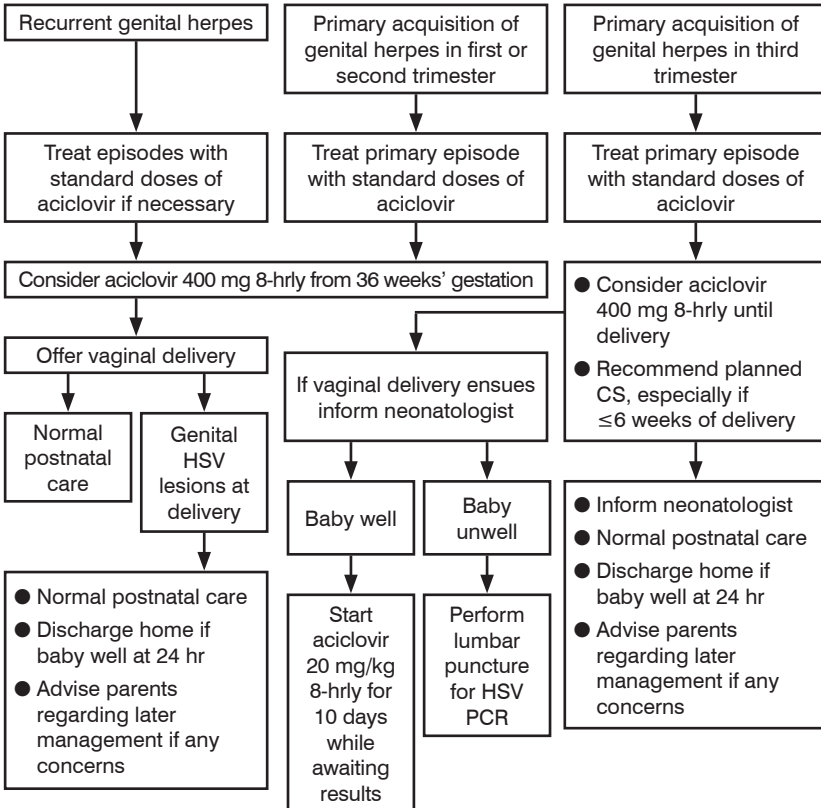 Recurrent genital herpes
Primary acquisition of
genital herpes in first or
second trimester
Primary acquisition of
genital herpes in third
trimester
Treat episodes with
standard doses of
aciclovir if necessary
Treat primary episode
with standard doses of
aciclovir
Treat primary episode
with standard doses of
aciclovir
Consider aciclovir 400 mg 8-hrly from 36 weeks’ gestation
● Consider aciclovir
400 mg 8-hrly until
delivery
● Recommend planned
CS, especially if
≤6 weeks of delivery
Offer vaginal delivery
If vaginal delivery ensues
inform neonatologist
Normal
postnatal
care
Genital
HSV
lesions at
delivery
Baby well
Baby
unwell
● Inform neonatologist
● Normal postnatal care
● Discharge home if
baby well at 24 hr
● Advise parents
regarding later
management if any
concerns
● Normal postnatal care
● Discharge home if
baby well at 24 hr
● Advise parents
regarding later
management if any
concerns
Start
aciclovir
20 mg/kg
8-hrly for
10 days
while
awaiting
results
Perform
lumbar
puncture
for HSV
PCR